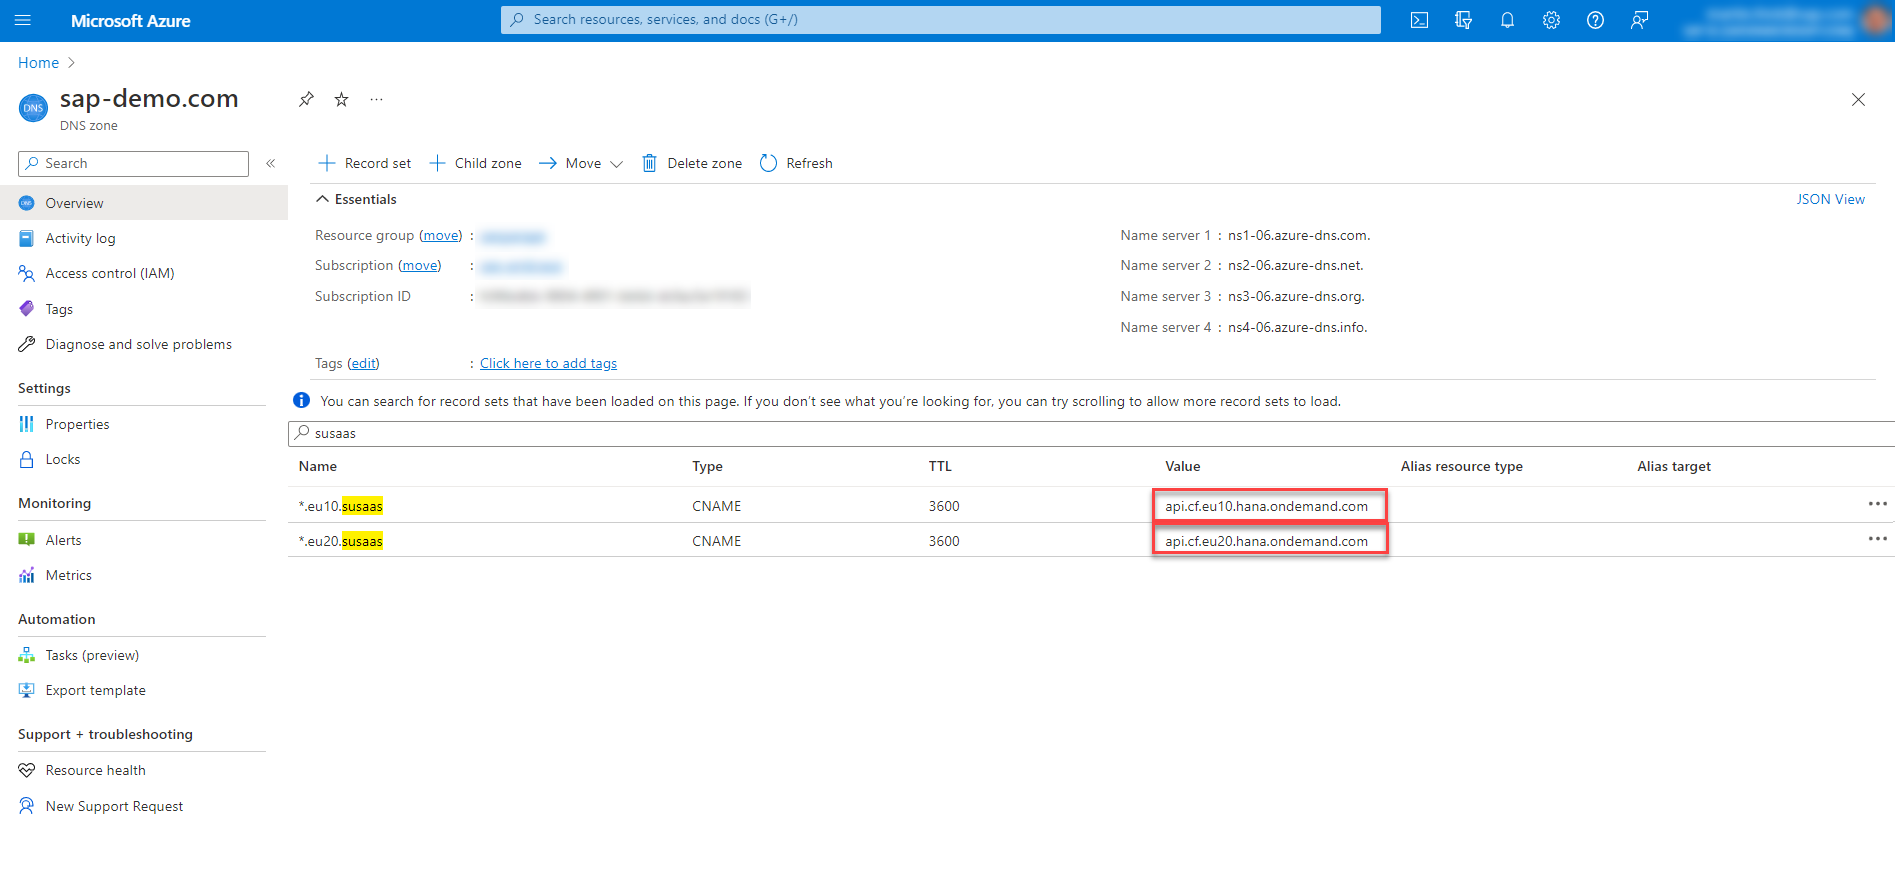 Microsoft Azure
Search resources, services, and docs (G+/)
Home
DNS
sap-demo.com
DNS zone
Search
Record set
Child zone
Move
Delete zone
Refresh
Overview
Activity log
Access control (IAM)
Tags
Diagnose and solve problems
Settings
Properties
Locks
Monitoring
Alerts
Metrics
Automation
Tasks (preview)
Export template
Support + troubleshooting
Resource health
New Support Request
Essentials
JSON View
Resource group (move) :
Subscription (move) :
Subscription ID :
Name server 1 : ns1-06.azure-dns.com.
Name server 2 : ns2-06.azure-dns.net.
Name server 3 : ns3-06.azure-dns.org.
Name server 4 : ns4-06.azure-dns.info.
Tags (edit) : Click here to add tags
You can search for record sets that have been loaded on this page. If you don't see what you're looking for, you can try scrolling to allow more record sets to load.
susaas
Name Type TTL Value Alias resource type Alias target
*.eu10.susaas CNAME 3600 api.cf.eu10.hana.ondemand.com
*.eu20.susaas CNAME 3600 api.cf.eu20.hana.ondemand.com